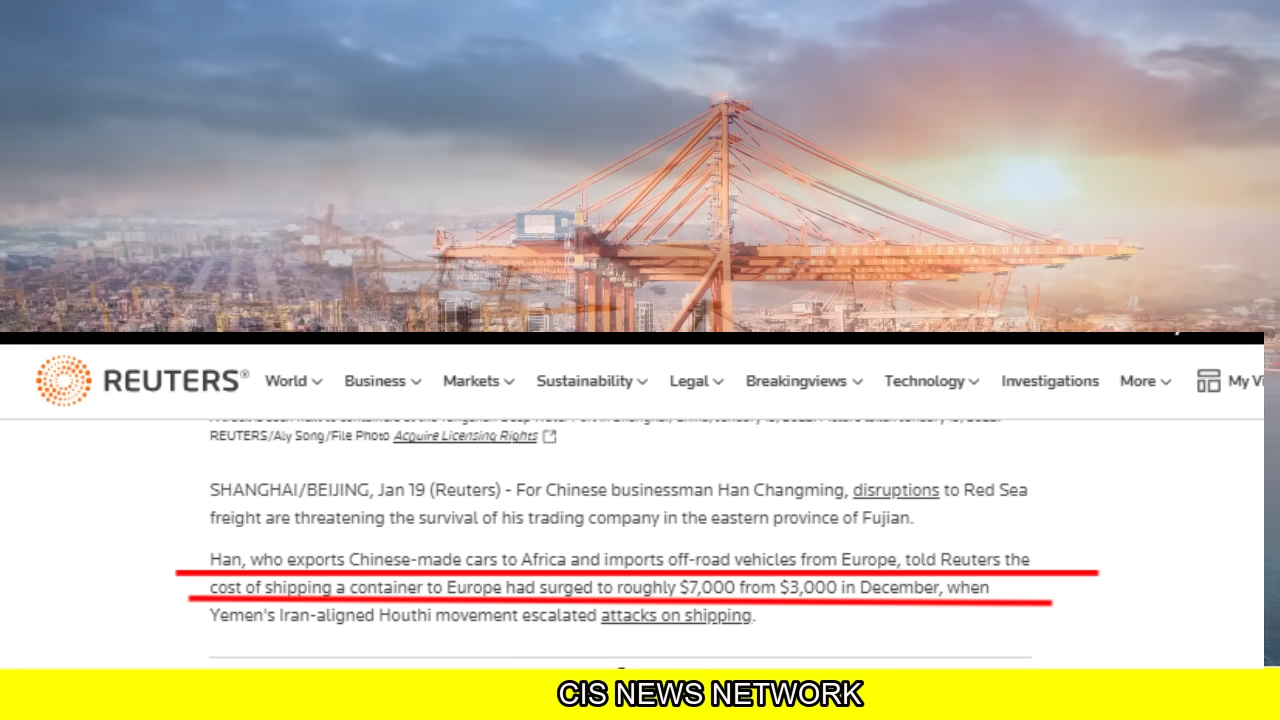 INTERNATIONAL PORT
REUTERS®
World
Business
Markets
Sustainability
Legal
Breakingviews
Technology
Investigations
More
My Vi
REUTERS/Aly Song/File Photo Acquire Licensing Rights
SHANGHAI/BEIJING, Jan 19 (Reuters) - For Chinese businessman Han Changming, disruptions to Red Sea
freight are threatening the survival of his trading company in the eastern province of Fujian.
Han, who exports Chinese-made cars to Africa and imports off-road vehicles from Europe, told Reuters the
cost of shipping a container to Europe had surged to roughly $7,000 from $3,000 in December, when
Yemen's Iran-aligned Houthi movement escalated attacks on shipping.
CIS NEWS NETWORK